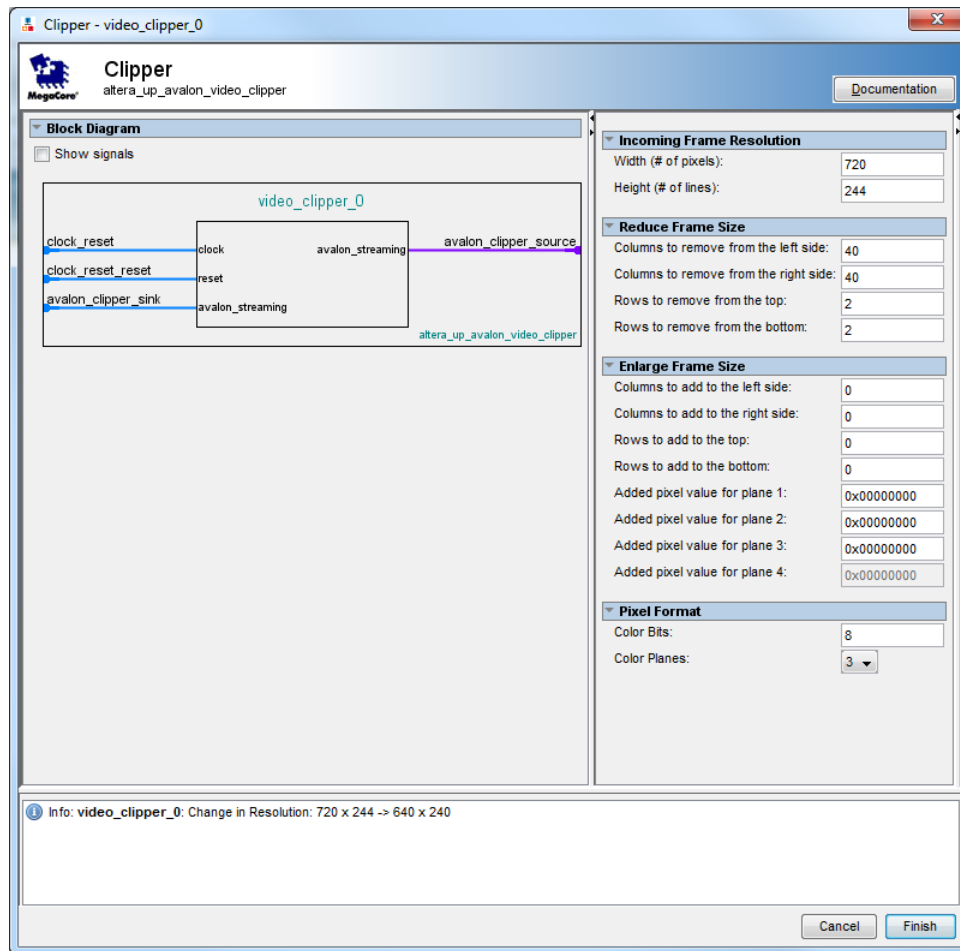 Clipper - video_clipper_0
MegaCore®
Clipper
altera_up_avalon_video_clipper
Documentation
Block Diagram
Show signals
video_clipper_0
clock_reset
clock
avalon_streaming
avalon_clipper_source
clock_reset_reset
reset
avalon_clipper_sink
avalon_streaming
altera_up_avalon_video_clipper
Incoming Frame Resolution
Width (# of pixels): 720
Height (# of lines): 244
Reduce Frame Size
Columns to remove from the left side: 40
Columns to remove from the right side: 40
Rows to remove from the top: 2
Rows to remove from the bottom: 2
Enlarge Frame Size
Columns to add to the left side: 0
Columns to add to the right side: 0
Rows to add to the top: 0
Rows to add to the bottom: 0
Added pixel value for plane 1: 0x00000000
Added pixel value for plane 2: 0x00000000
Added pixel value for plane 3: 0x00000000
Added pixel value for plane 4: 0x00000000
Pixel Format
Color Bits: 8
Color Planes: 3
Info: video_clipper_0: Change in Resolution: 720 x 244 -> 640 x 240
Cancel
Finish